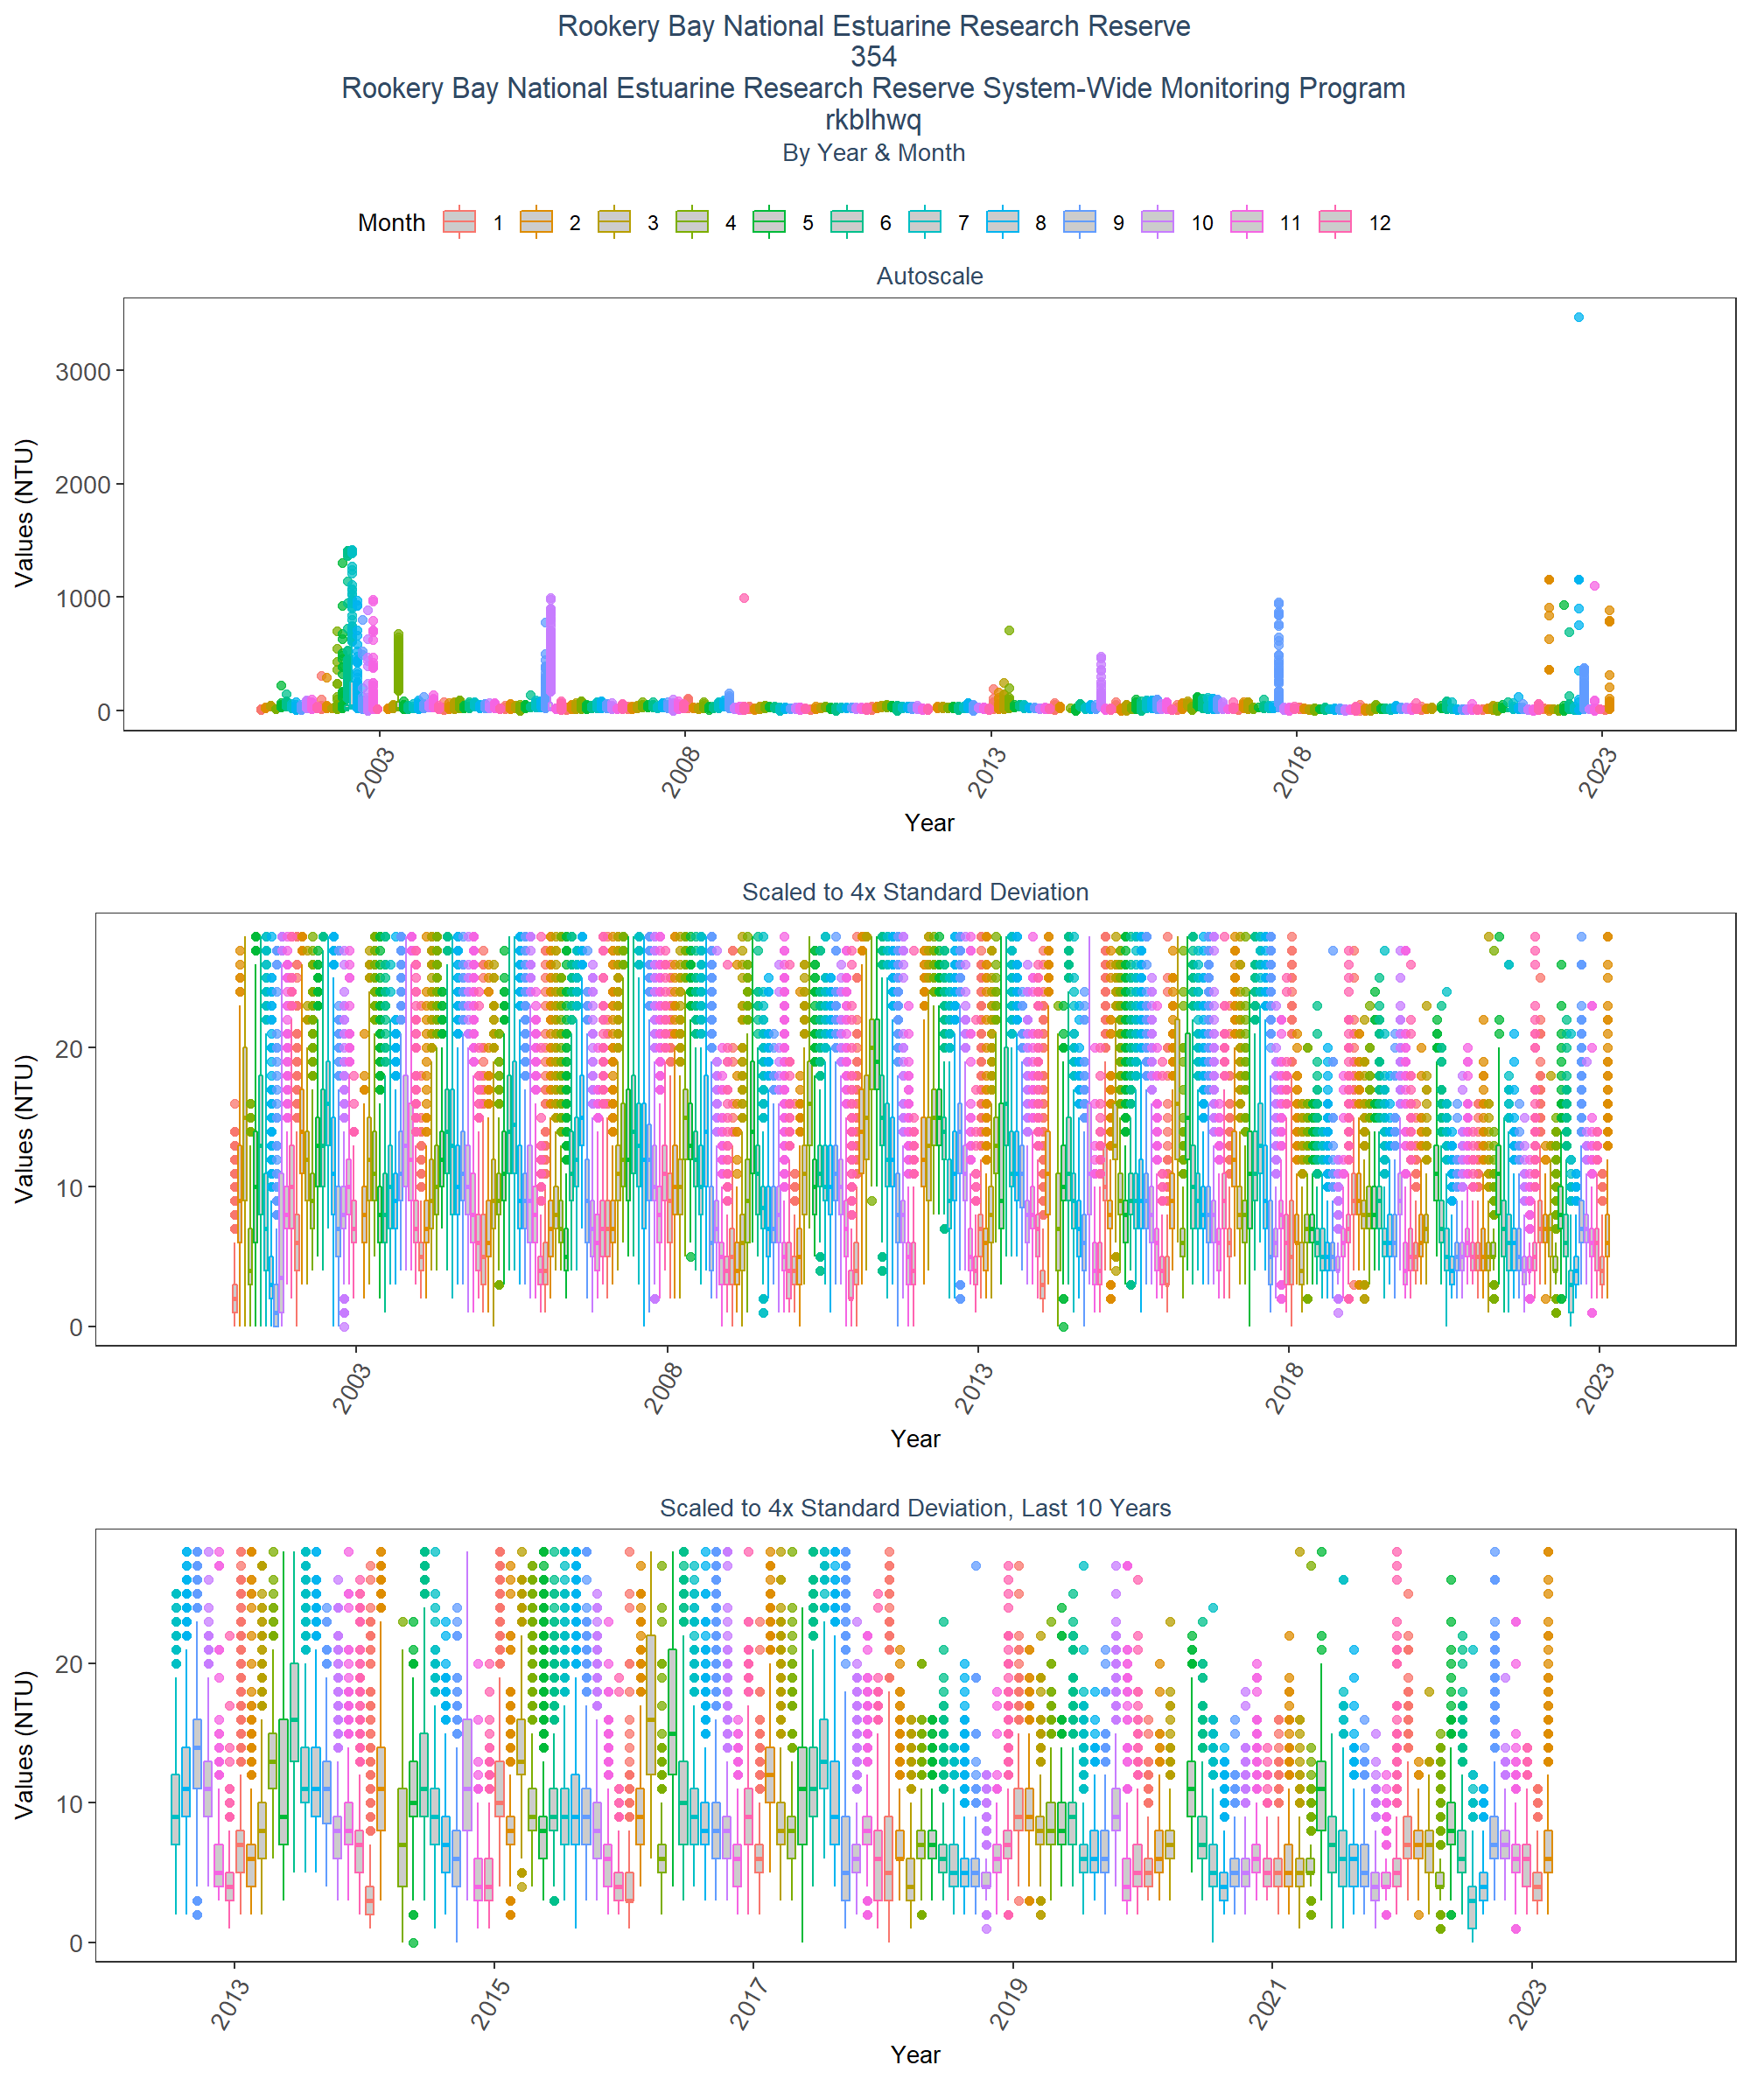 Rookery Bay National Estuarine Research Reserve
354
Rookery Bay National Estuarine Research Reserve System-Wide Monitoring Program
rkblhwq
By Year & Month
Month 1 2 3 4 5 6 7 8 9 10 11 12
Autoscale
Values (NTU)
3000
2000
1000
0
2003 2008 2013 2018 2023
Year
Scaled to 4x Standard Deviation
Values (NTU)
20
10
0
2003 2008 2013 2018 2023
Year
Scaled to 4x Standard Deviation, Last 10 Years
Values (NTU)
20
10
0
2013 2015 2017 2019 2021 2023
Year